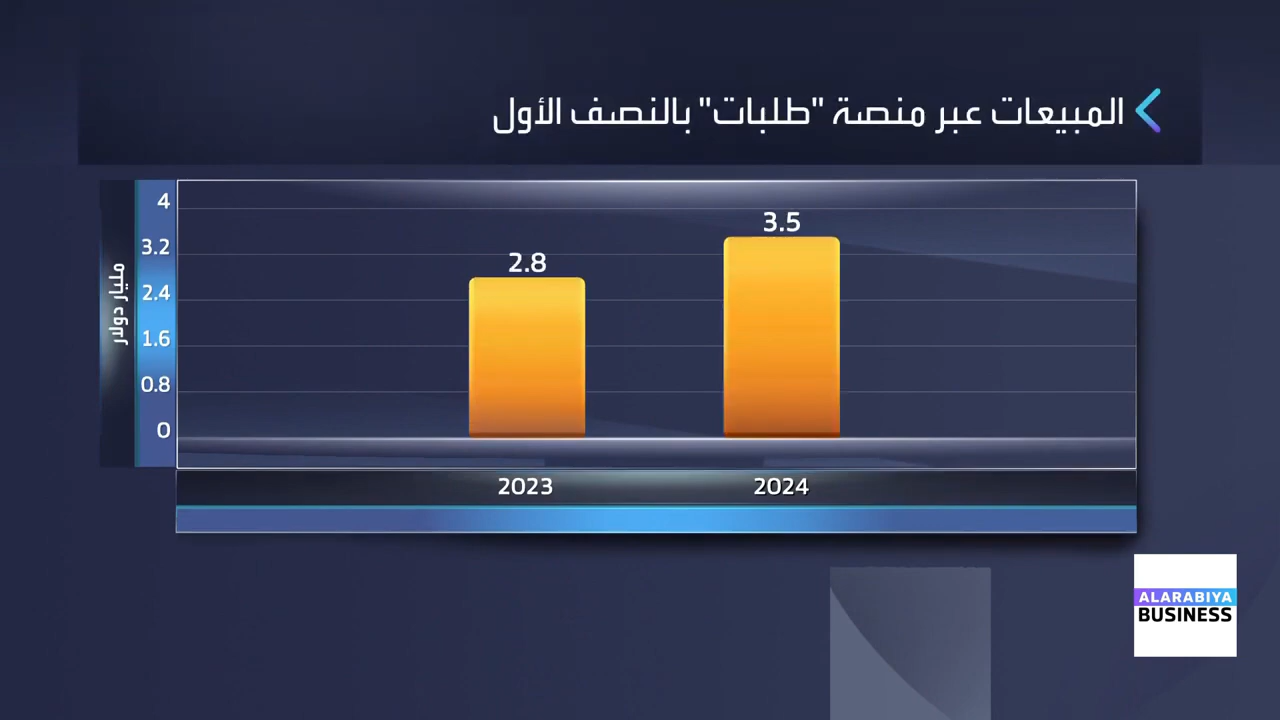 المبيعات عبر منصة "طلبات" بالنصف الأول
مليار دولار
4
3.2
2.4
1.6
0.8
0
2.8
3.5
2023
2024
ALARABIYA
BUSINESS